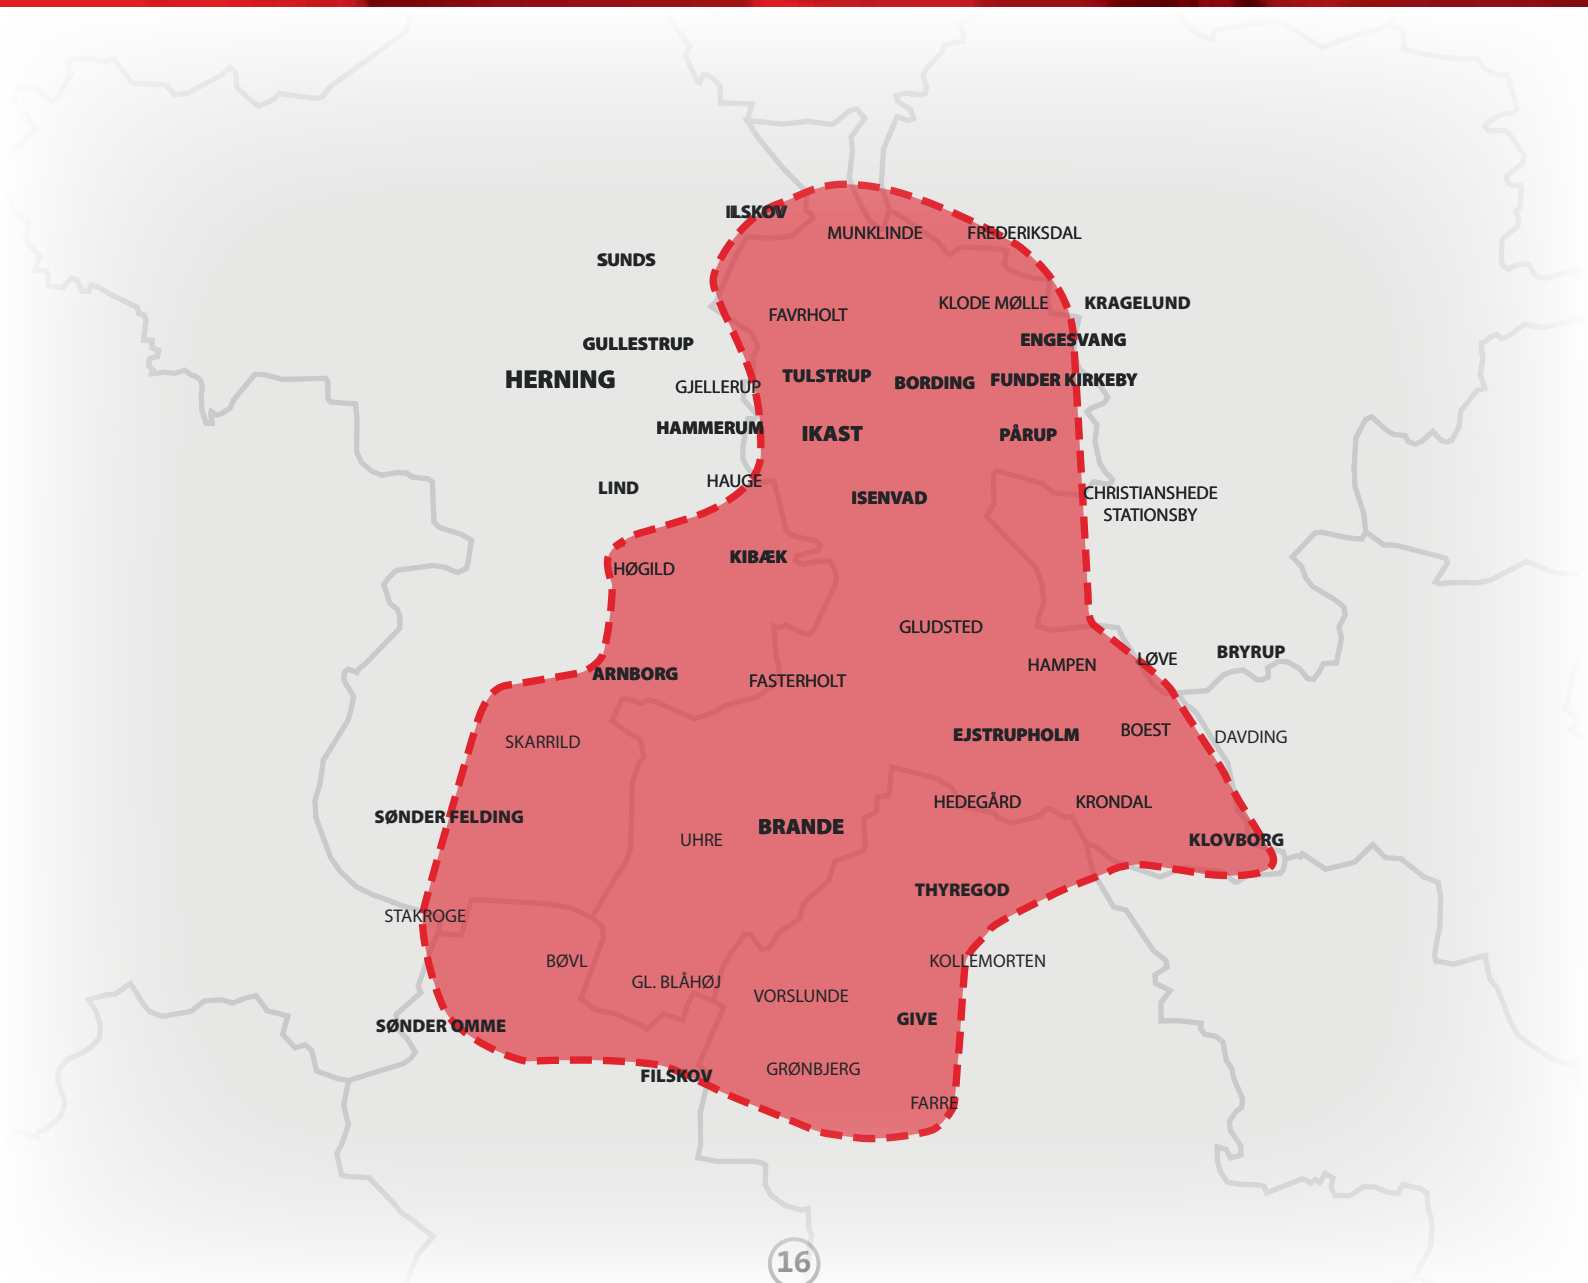 ILSKOV
MUNKLINDE
FREDERIKSDAL
SUNDS
FAVRHOLT
KLODE MØLLE
KRAGELUND
GULLESTRUP
ENGESVANG
HERNING
GJELLERUP
TULSTRUP
BORDING
FUNDER KIRKEBY
HAMMERUM
IKAST
PÅRUP
LIND
HAUGE
ISENVAD
CHRISTIANSHEDE
STATIONSBY
HØGILD
KIBÆK
GLUDSTED
HAMPEN
LØVE
BRYRUP
ARNBORG
FASTERHOLT
SKARRILD
EJSTRUPHOLM
BOEST
DAVDING
HEDEGÅRD
KRONDAL
SØNDER FELDING
UHRE
BRANDE
KLOVBORG
THYREGOD
STAKROGE
BØVL
GL. BLÅHØJ
VORSLUNDE
KOLLEMORTEN
SØNDER OMME
GIVE
FILSKOV
GRØNBJERG
FARRE
16